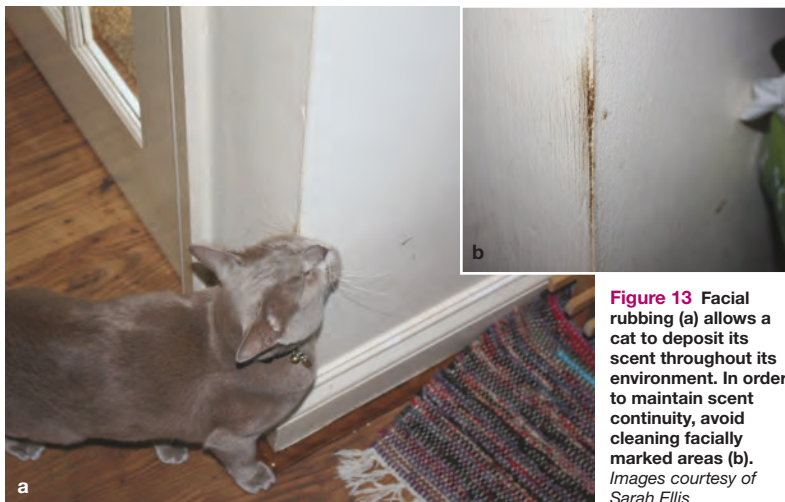 a
b
Figure 13 Facial
rubbing (a) allows a
cat to deposit its
scent throughout its
environment. In order
to maintain scent
continuity, avoid
cleaning facially
marked areas (b).
Images courtesy of
Sarah Ellis